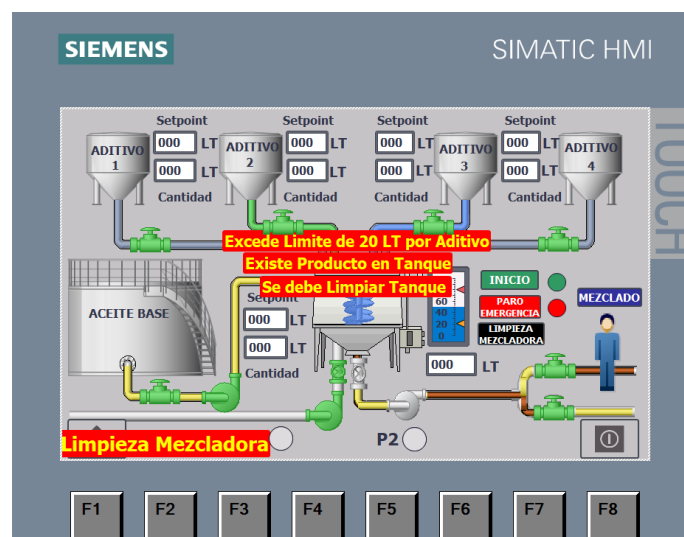 SIEMENS
SIMATIC HMI
TOUCH
Setpoint
Setpoint
Setpoint
Setpoint
ADITIVO
1
000 LT
000 LT
ADITIVO
2
000 LT
000 LT
000 LT
000 LT
ADITIVO
3
000 LT
000 LT
ADITIVO
4
Cantidad
Cantidad
Cantidad
Cantidad
Excede Limite de 20 LT por Aditivo
Existe Producto en Tanque
Se debe Limpiar Tanque
ACEITE BASE
Setpoint
000 LT
000 LT
Cantidad
60
40
20
0
INICIO
PARO
EMERGENCIA
LIMPIEZA
MEZCLADORA
MEZCLADO
000 LT
Limpieza Mezcladora
P2
F1
F2
F3
F4
F5
F6
F7
F8